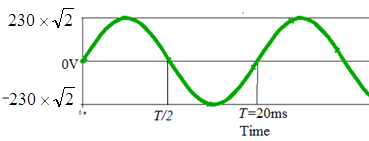 230 × √2
0V
-230 × √2
T/2
T=20ms
Time